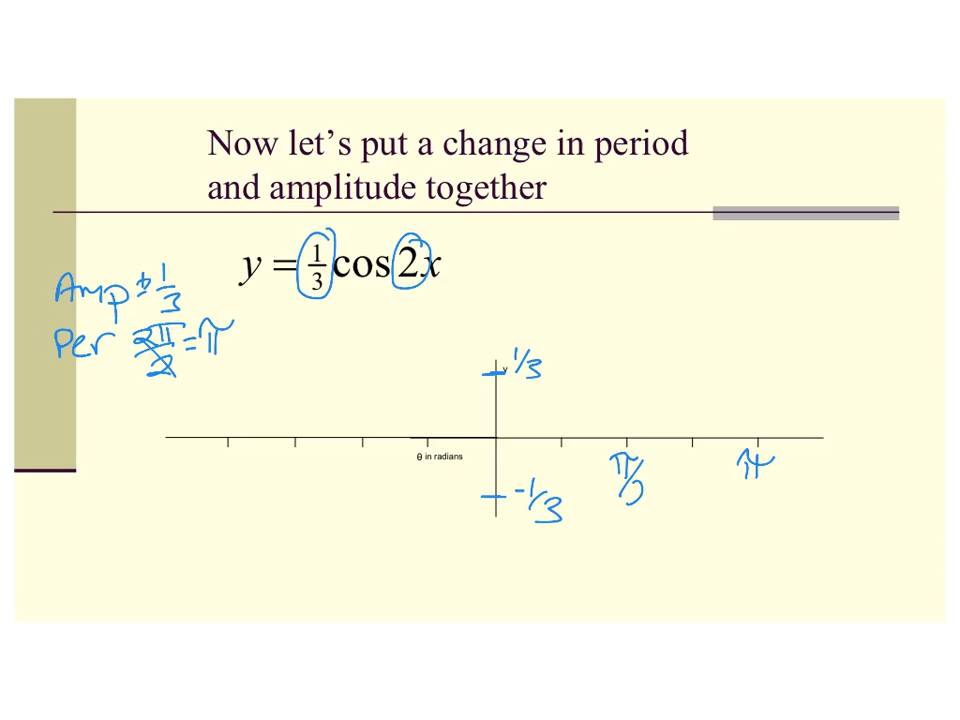 Now let's put a change in period
and amplitude together
y = 1/3 cos 2x
Amp = ± 1/3
Per 2π/2 = π
1/3
y
θ in radians
π/2
π
-1/3